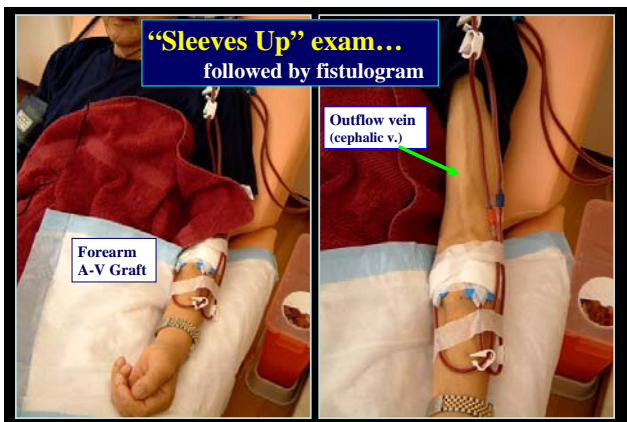 “Sleeves Up” exam…
followed by fistulogram
Outflow vein
(cephalic v.)
Forearm
A-V Graft